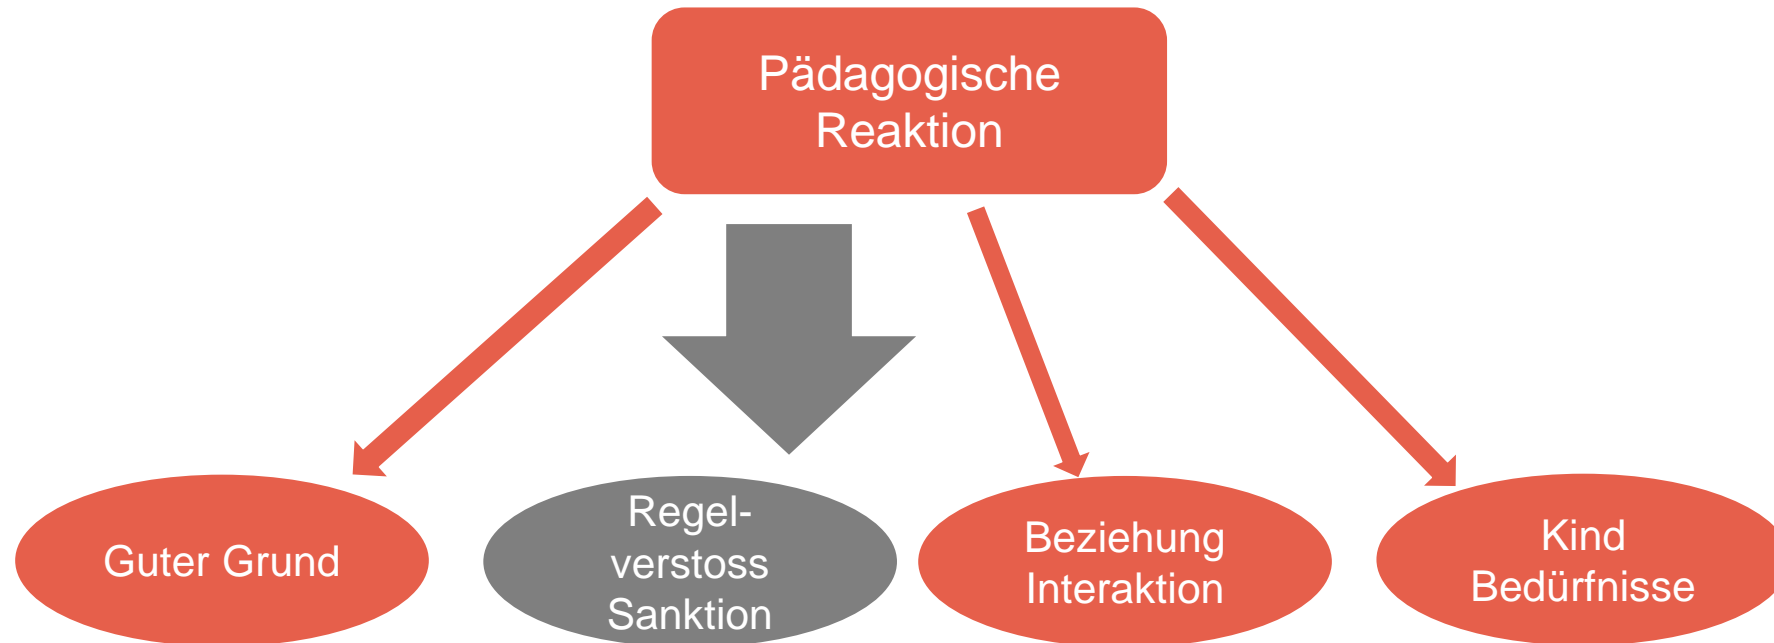 Pädagogische
Reaktion
Guter Grund
Regel-
verstoss
Sanktion
Beziehung
Interaktion
Kind
Bedürfnisse